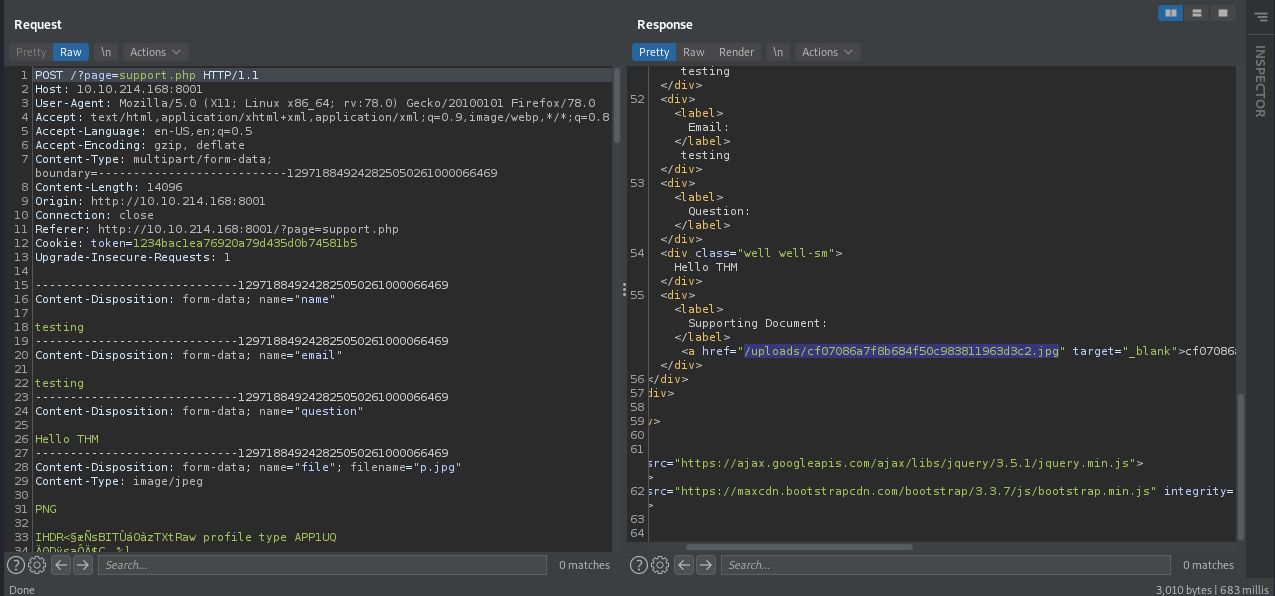 Request
Pretty Raw \n Actions
1 POST /?page=support.php HTTP/1.1
2 Host: 10.10.214.168:8001
3 User-Agent: Mozilla/5.0 (X11; Linux x86_64; rv:78.0) Gecko/20100101 Firefox/78.0
4 Accept: text/html,application/xhtml+xml,application/xml;q=0.9,image/webp,*/*;q=0.8
5 Accept-Language: en-US,en;q=0.5
6 Accept-Encoding: gzip, deflate
7 Content-Type: multipart/form-data;
boundary=---------------------------129718849242825050261000066469
8 Content-Length: 14096
9 Origin: http://10.10.214.168:8001
10 Connection: close
11 Referer: http://10.10.214.168:8001/?page=support.php
12 Cookie: token=1234bac1ea76920a79d435d0b74581b5
13 Upgrade-Insecure-Requests: 1
14
15 -----------------------------129718849242825050261000066469
16 Content-Disposition: form-data; name="name"
17
18 testing
19 -----------------------------129718849242825050261000066469
20 Content-Disposition: form-data; name="email"
21
22 testing
23 -----------------------------129718849242825050261000066469
24 Content-Disposition: form-data; name="question"
25
26 Hello THM
27 -----------------------------129718849242825050261000066469
28 Content-Disposition: form-data; name="file"; filename="p.jpg"
29 Content-Type: image/jpeg
30
31 PNG
32
33 IHDR<§æÑsBITÛáOàzTXtRaw profile type APP1UQ
34
Search...
0 matches
Done
Response
Pretty Raw Render \n Actions
testing
</div>
52 <div>
<label>
Email:
</label>
testing
</div>
53 <div>
<label>
Question:
</label>
</div>
54 <div class="well well-sm">
Hello THM
</div>
55 <div>
<label>
Supporting Document:
</label>
<a href="/uploads/cf07086a7f8b684f50c983811963d3c2.jpg" target="_blank">cf07086a
</div>
56 </div>
57 div>
58
59 v>
60
61
src="https://ajax.googleapis.com/ajax/libs/jquery/3.5.1/jquery.min.js">
>
62 src="https://maxcdn.bootstrapcdn.com/bootstrap/3.3.7/js/bootstrap.min.js" integrity=
>
63
64
Search...
0 matches
3,010 bytes | 683 millis
INSPECTOR